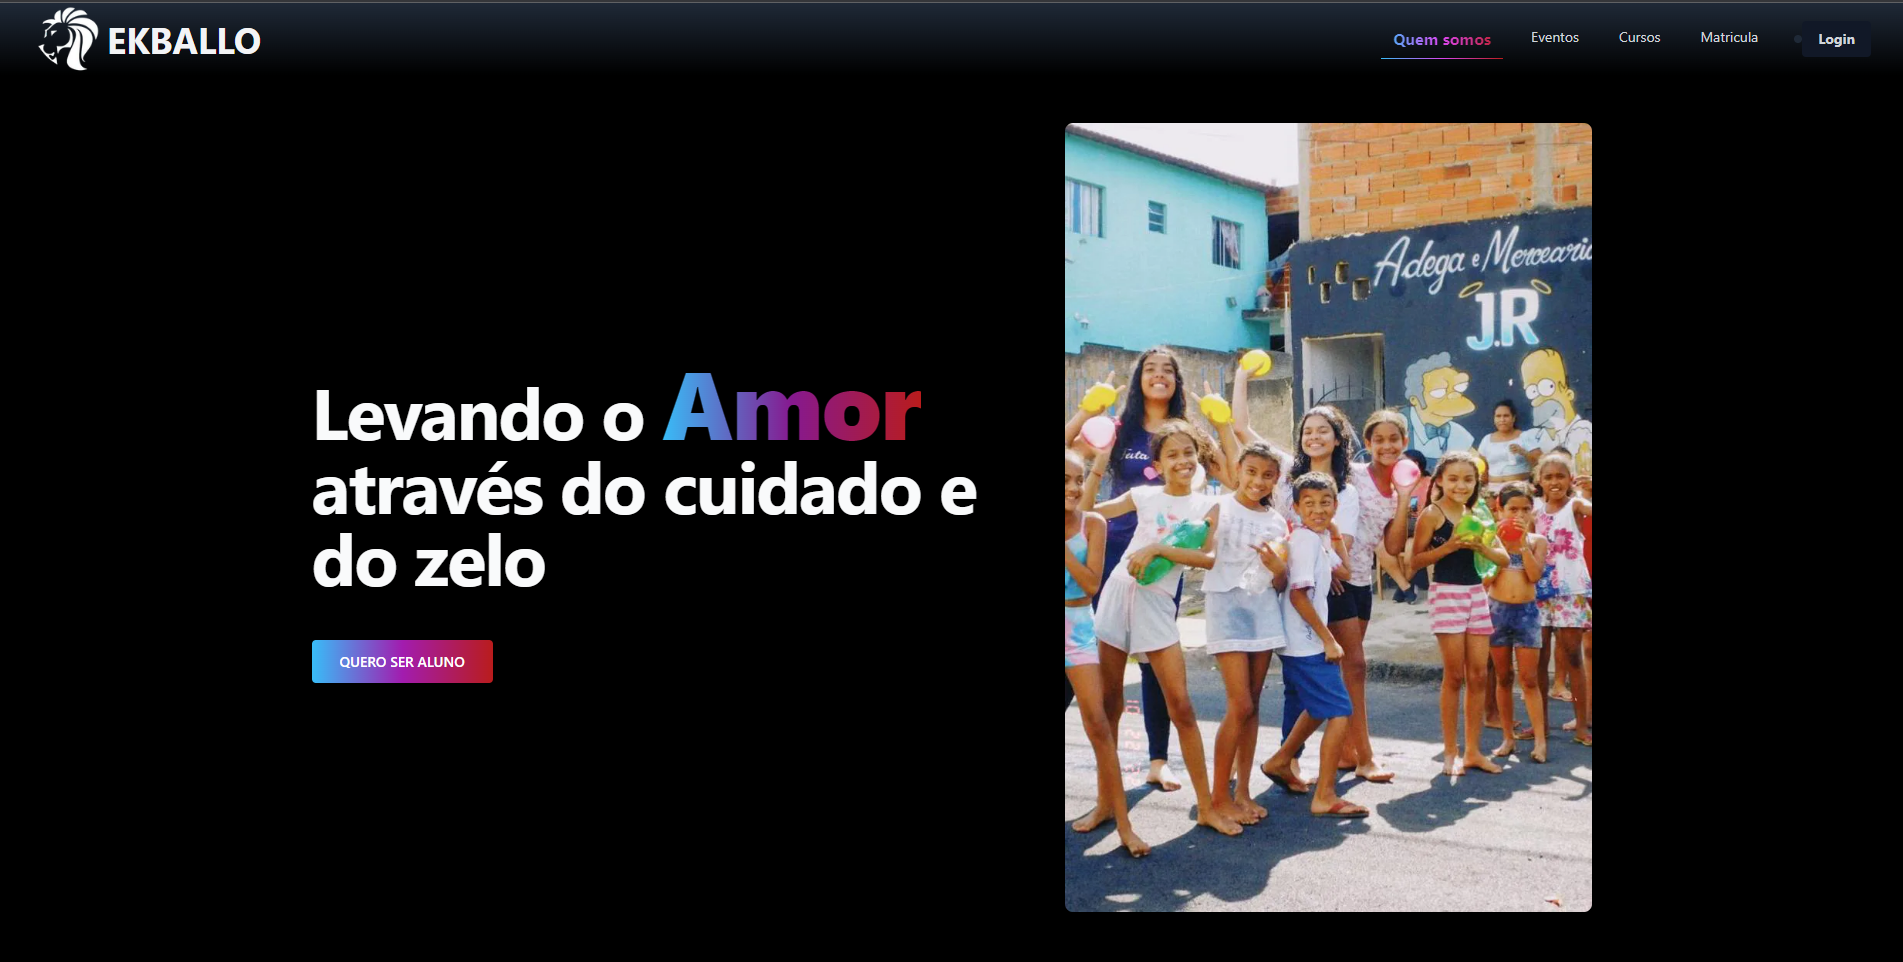 EKBALLO
Quem somos
Eventos
Cursos
Matricula
Login
Adega e Mercearia
J.R
Levando o Amor
através do cuidado e
do zelo
QUERO SER ALUNO